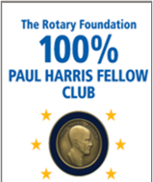 The Rotary Foundation
100%
PAUL HARRIS FELLOW
CLUB